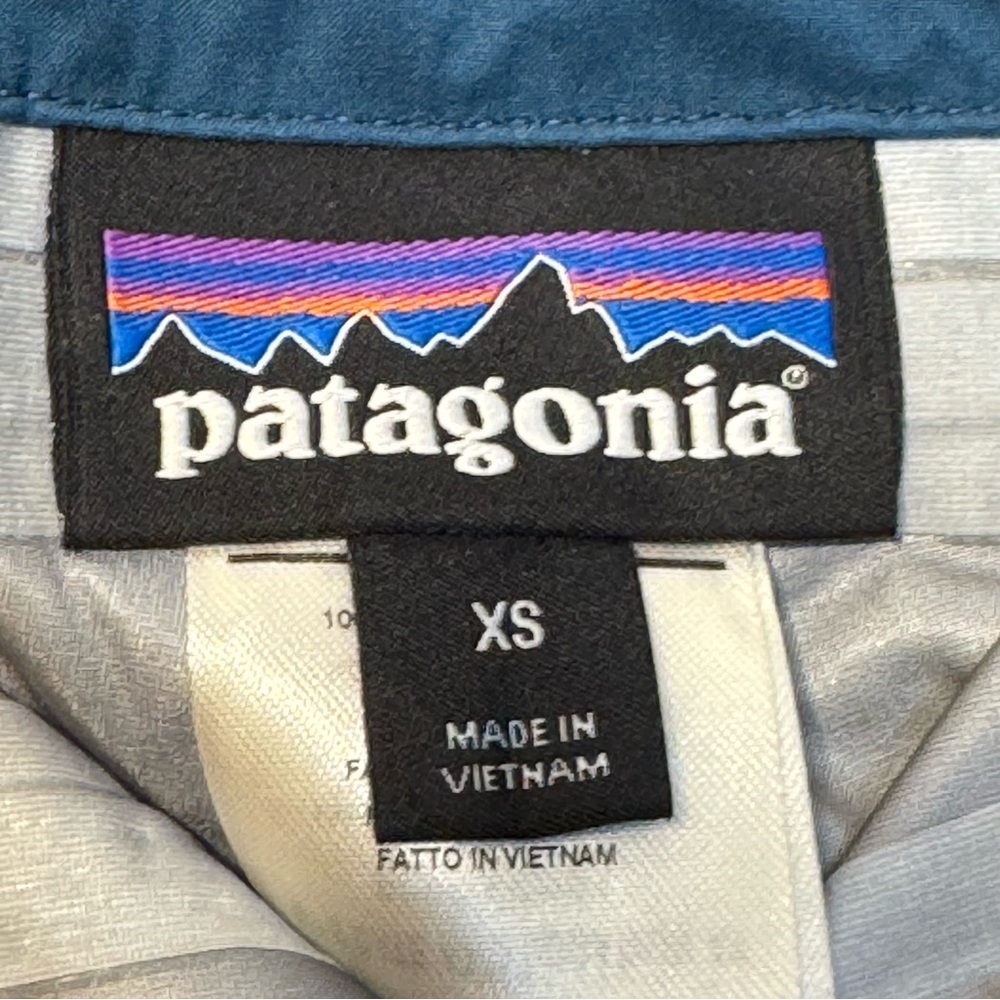 patagonia®
XS
MADE IN
VIETNAM
FATTO IN VIETNAM